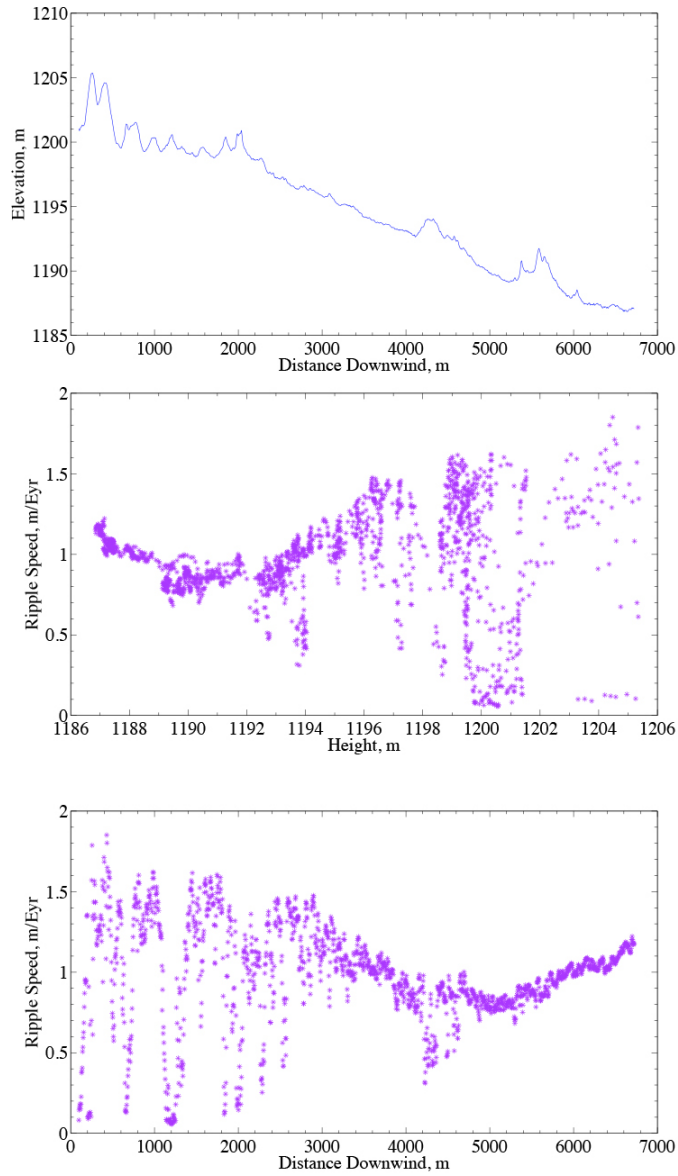 1210
1205
1200
1195
1190
1185
Elevation, m
0 1000 2000 3000 4000 5000 6000 7000
Distance Downwind, m
2
1.5
1
0.5
0
Ripple Speed, m/Eyr
1186 1188 1190 1192 1194 1196 1198 1200 1202 1204 1206
Height, m
2
1.5
1
0.5
0
Ripple Speed, m/Eyr
0 1000 2000 3000 4000 5000 6000 7000
Distance Downwind, m